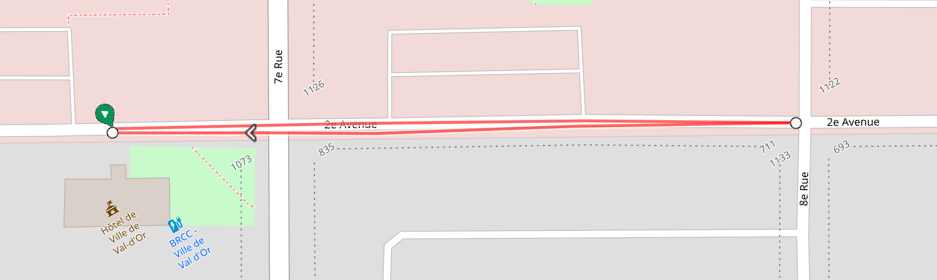 7e Rue
1126
1122
2e Avenue
2e Avenue
835
711
693
1073
1133
8e Rue
Hôtel de
Ville de
Val-d'Or
BRCC -
Ville de
Val d'Or